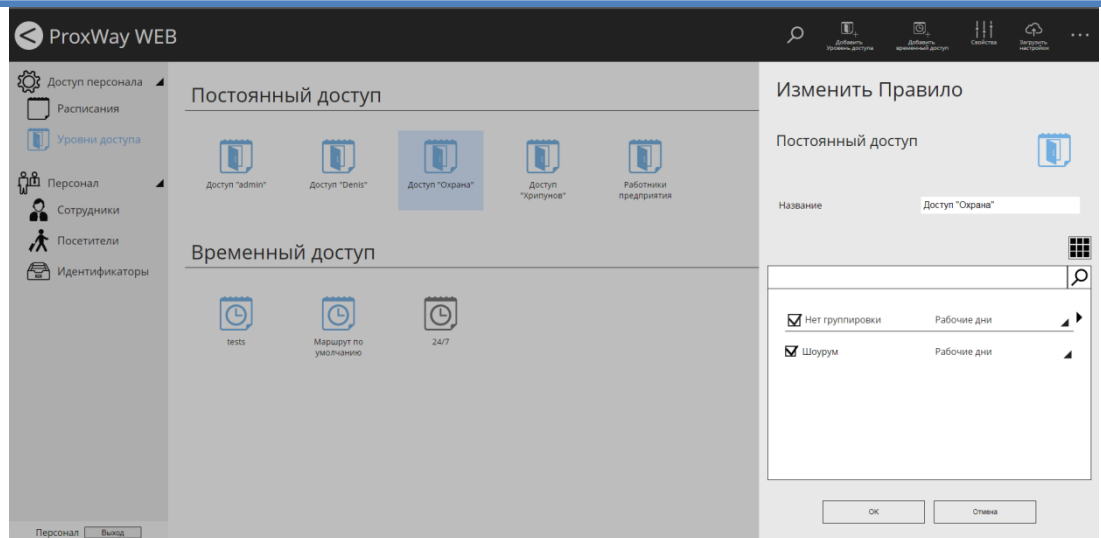 ProxWay WEB
Добавить
Уровень доступа
Добавить
временный доступ
Свойства
Загрузить
настройки
Доступ персонала
Расписания
Уровни доступа
Персонал
Сотрудники
Посетители
Идентификаторы
Персонал
Выход
Постоянный доступ
Доступ "admin"
Доступ "Denis"
Доступ "Охрана"
Доступ
"Хрипунов"
Работники
предприятия
Временный доступ
tests
Маршрут по
умолчанию
24/7
Изменить Правило
Постоянный доступ
Название
Доступ "Охрана"
Нет группировки
Рабочие дни
Шоурум
Рабочие дни
ОК
Отмена